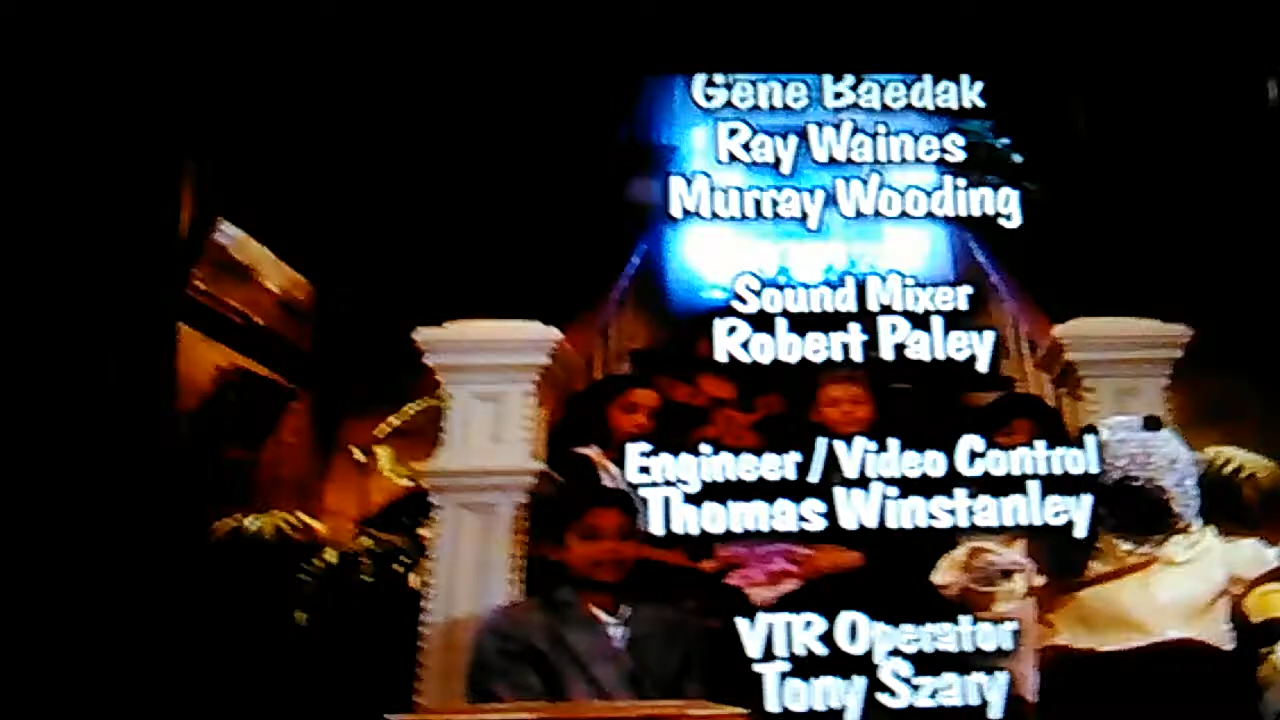 Gene Baedak
Ray Waines
Murray Wooding
Sound Mixer
Robert Paley
Engineer / Video Control
Thomas Winstanley
VTR Operator
Tony Szary